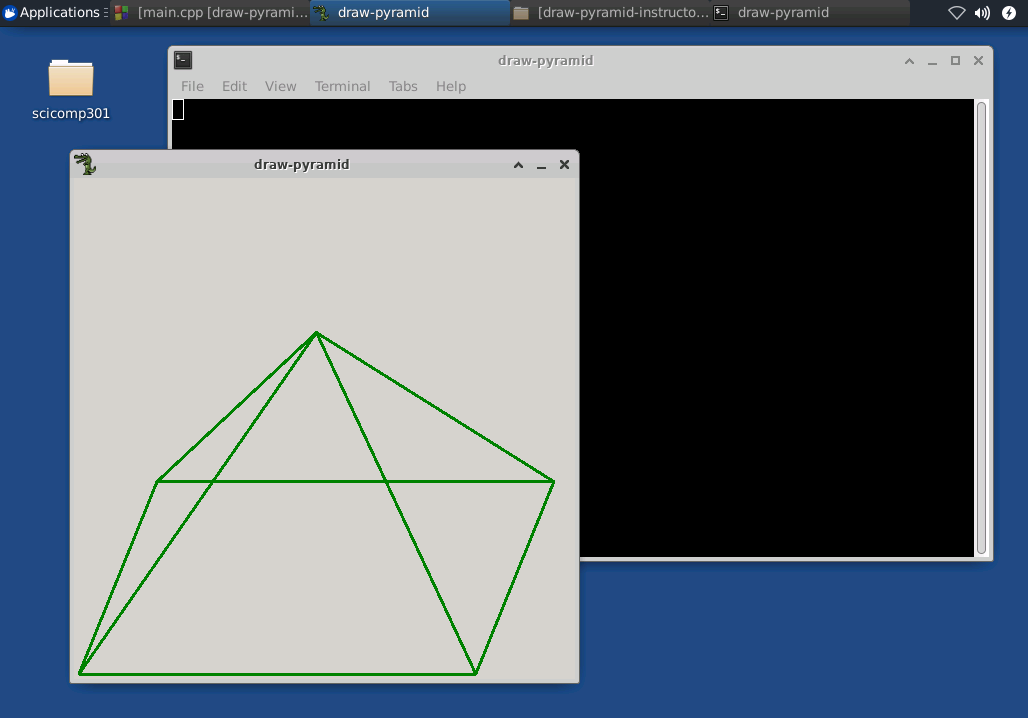 Applications
[main.cpp [draw-pyrami...
draw-pyramid
[draw-pyramid-instructo...
draw-pyramid
scicomp301
draw-pyramid
File Edit View Terminal Tabs Help
draw-pyramid